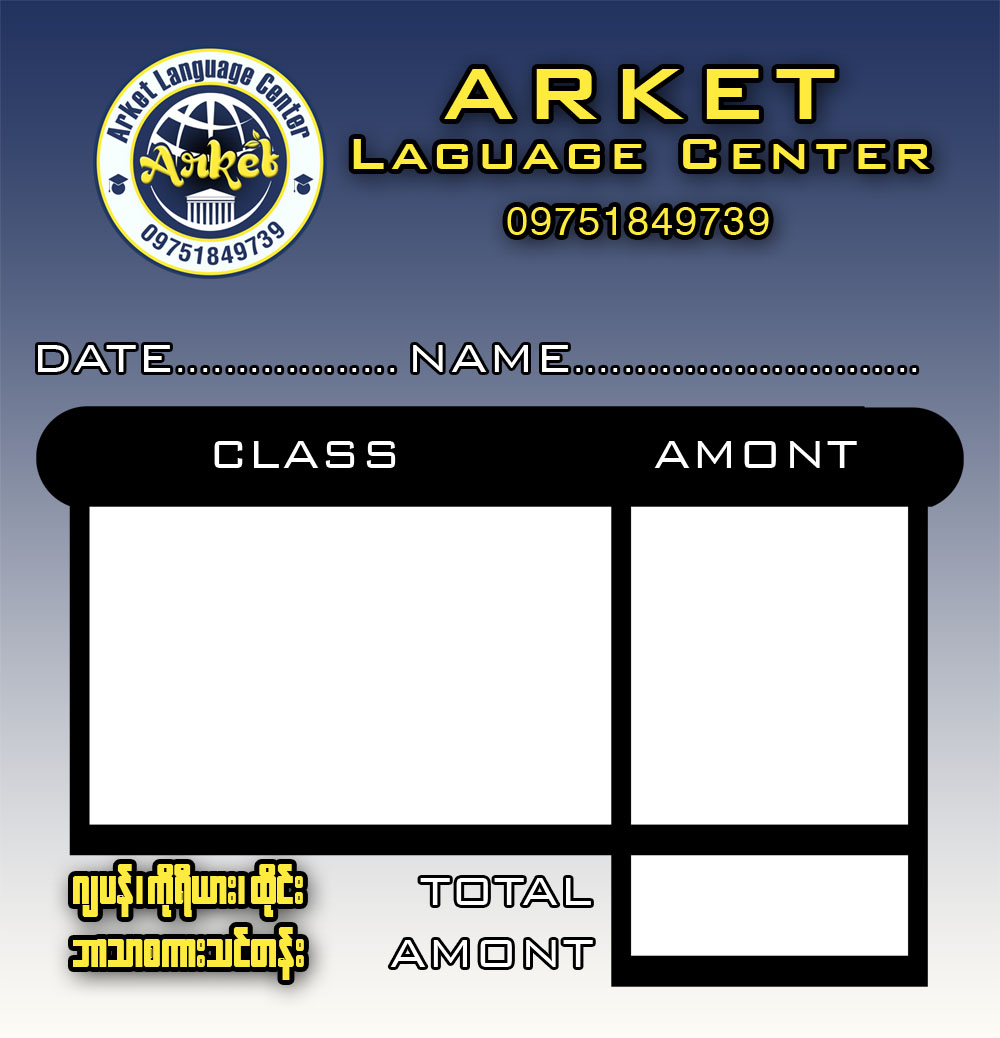 Arket Language Center
Arket
09751849739
ARKET
LAGUAGE CENTER
09751849739
DATE.................. NAME............................
CLASS AMONT
ဂျပန်၊ ကိုရီယား၊ ထိုင်း
ဘာသာစကားသင်တန်း
TOTAL
AMONT